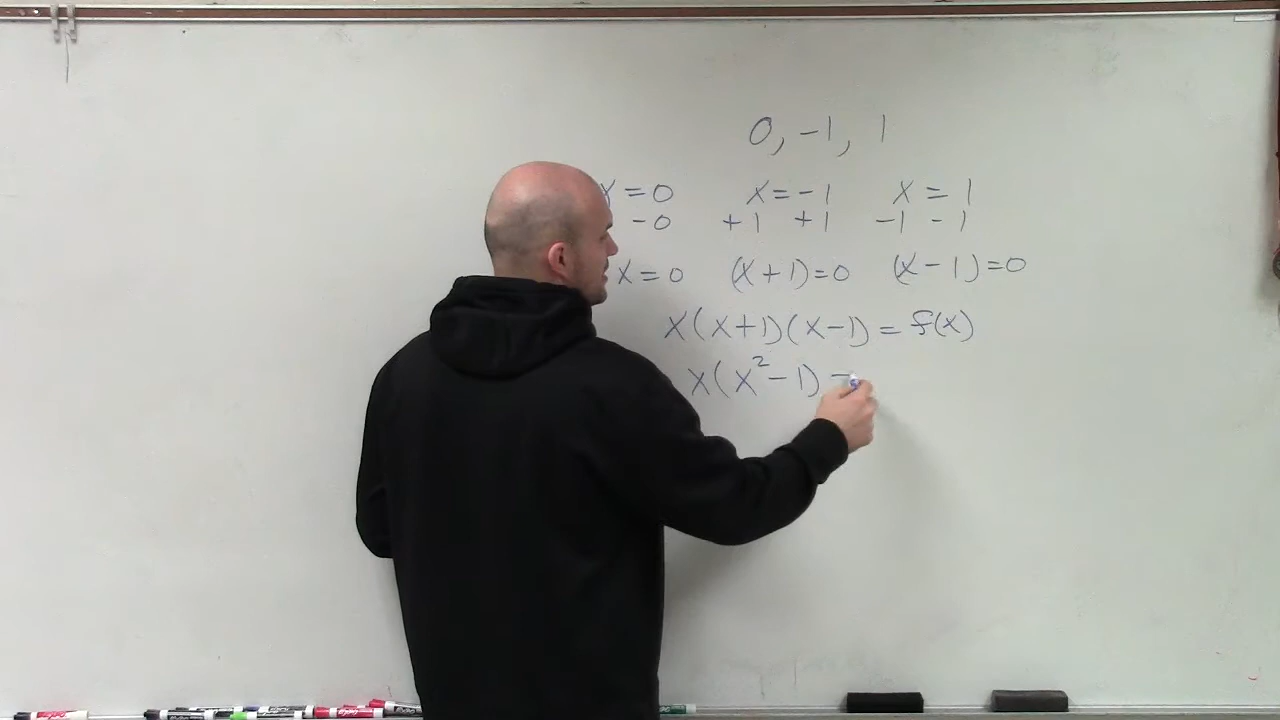 0, -1, 1
x=0 x=-1 x=1
-0 +1 +1 -1 -1
x=0 (x+1)=0 (x-1)=0
x(x+1)(x-1)=f(x)
x(x²-1)